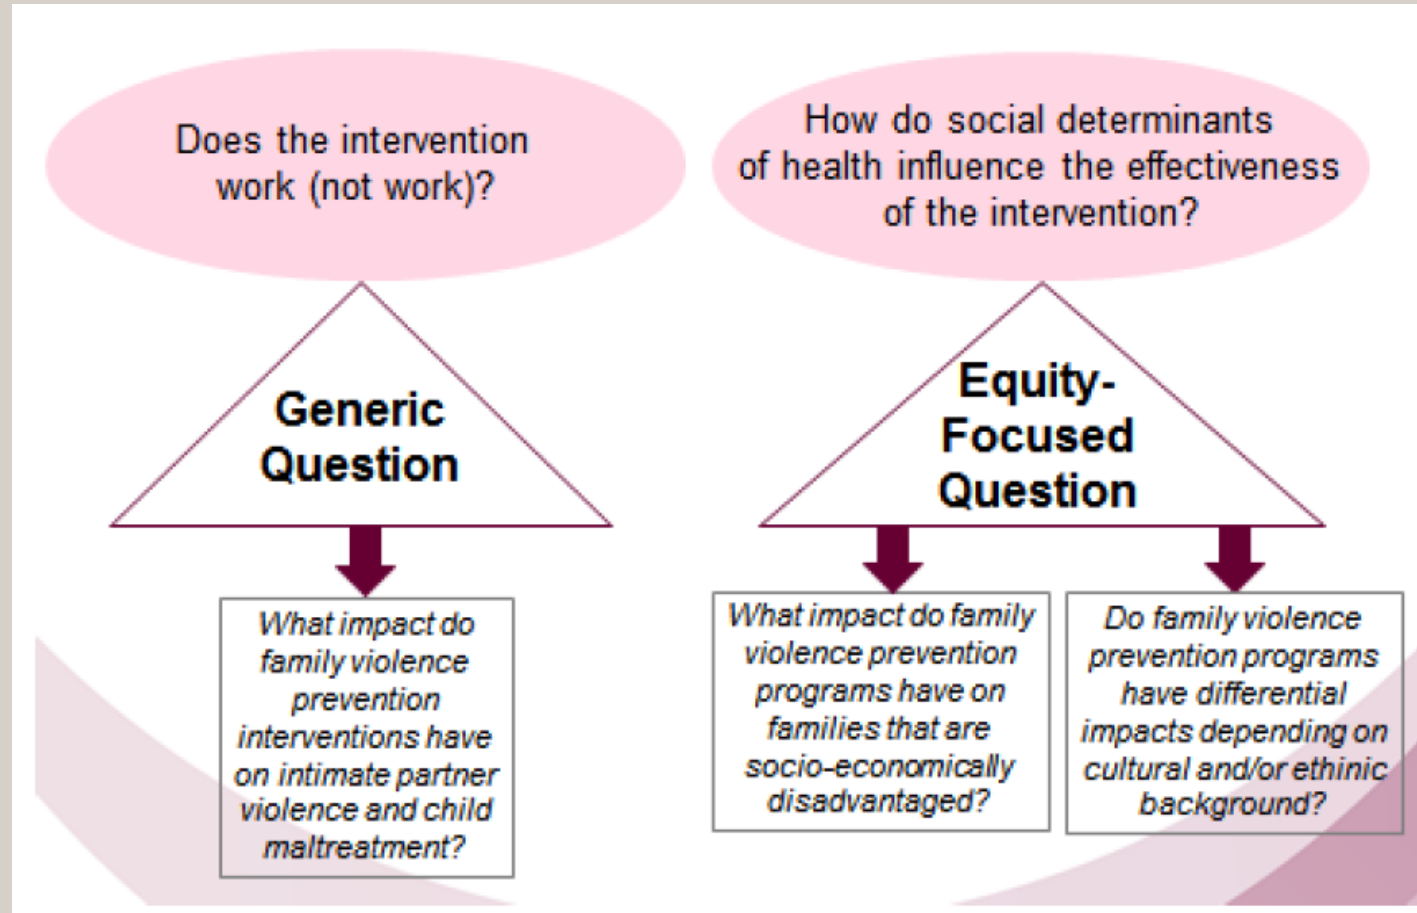 Does the intervention
work (not work)?
How do social determinants
of health influence the effectiveness
of the intervention?
Generic
Question
Equity-
Focused
Question
What impact do
family violence
prevention
interventions have
on intimate partner
violence and child
maltreatment?
What impact do family
violence prevention
programs have on
families that are
socio-economically
disadvantaged?
Do family violence
prevention programs
have differential
impacts depending on
cultural and/or ethinic
background?